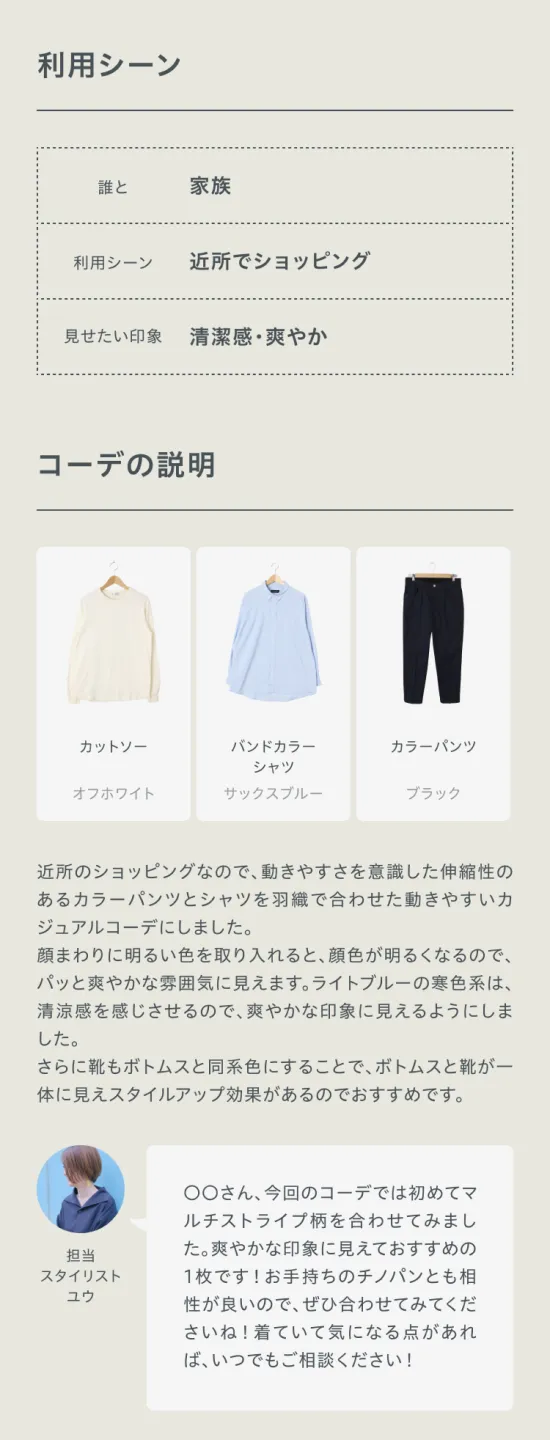 利用シーン
誰と
家族
利用シーン
近所でショッピング
見せたい印象
清潔感・爽やか
コーデの説明
カットソー
オフホワイト
バンドカラー
シャツ
サックスブルー
カラーパンツ
ブラック
近所のショッピングなので、動きやすさを意識した伸縮性の
あるカラーパンツとシャツを羽織で合わせた動きやすいカ
ジュアルコーデにしました。
顔まわりに明るい色を取り入れると、顔色が明るくなるので、
パッと爽やかな雰囲気に見えます。ライトブルーの寒色系は、
清涼感を感じさせるので、爽やかな印象に見えるようにしま
した。
さらに靴もボトムスと同系色にすることで、ボトムスと靴が一
体に見えスタイルアップ効果があるのでおすすめです。
担当
スタイリスト
ユウ
〇〇さん、今回のコーデでは初めてマ
ルチストライプ柄を合わせてみまし
た。爽やかな印象に見えておすすめの
1枚です！お手持ちのチノパンとも相
性が良いので、ぜひ合わせてみてくだ
さいね！着ていて気になる点があれ
ば、いつでもご相談ください！